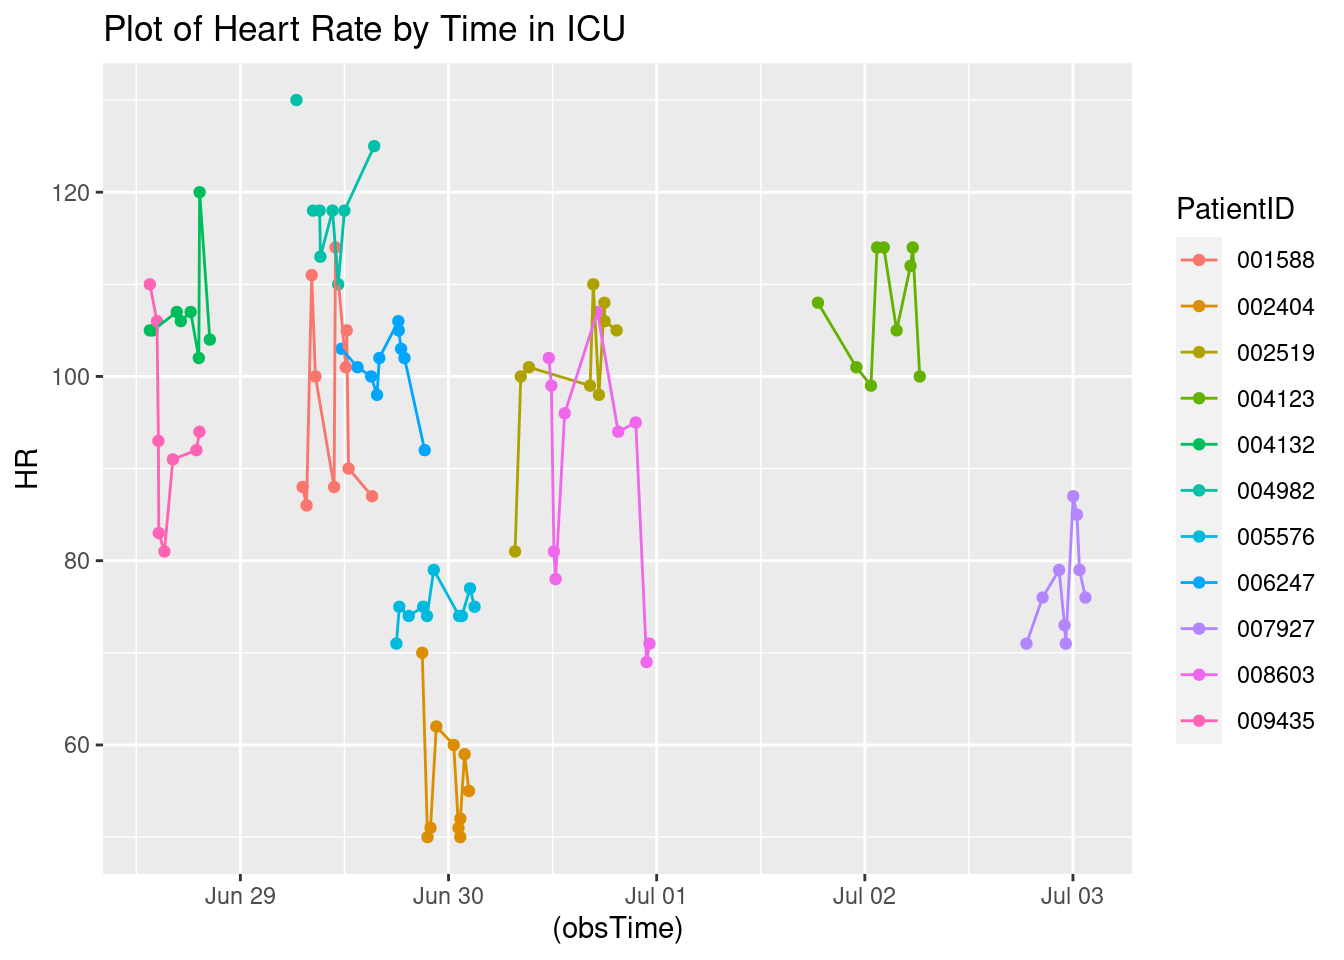 Plot of Heart Rate by Time in ICU
HR
120
100
80
60
Jun 29
Jun 30
Jul 01
Jul 02
Jul 03
(obsTime)
PatientID
001588
002404
002519
004123
004132
004982
005576
006247
007927
008603
009435